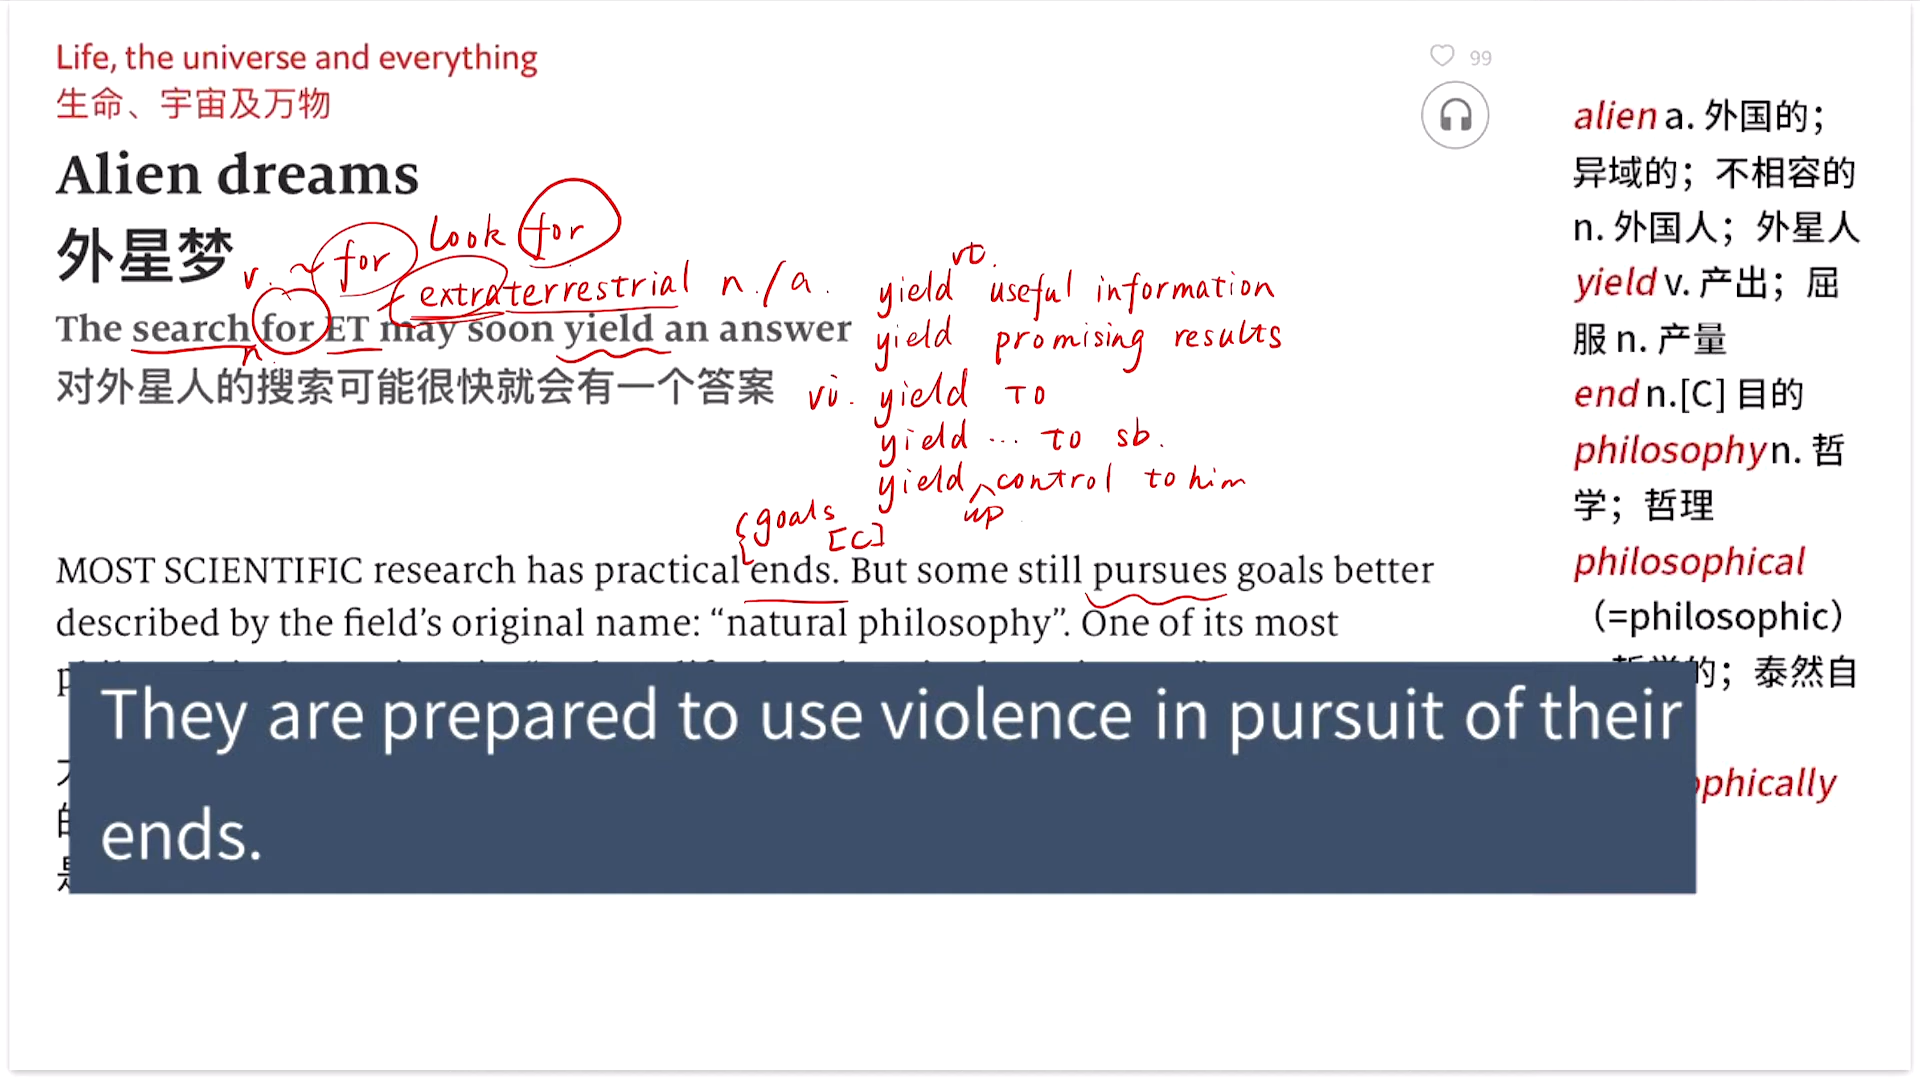 Life, the universe and everything
生命、宇宙及万物
99
Alien dreams
外星梦
look for
v. ~ for
extraterrestrial n./a.
The search for ET may soon yield an answer
n.
对外星人的搜索可能很快就会有一个答案
vt.
yield useful information
yield promising results
vi. yield to
yield ... to sb.
yield control to him
up
goals
[C]
MOST SCIENTIFIC research has practical ends. But some still pursues goals better
described by the field's original name: “natural philosophy”. One of its most
They are prepared to use violence in pursuit of their
ends.
alien a. 外国的；
异域的；不相容的
n. 外国人；外星人
yield v. 产出；屈
服 n. 产量
end n.[C] 目的
philosophy n. 哲
学；哲理
philosophical
（=philosophic）
的；泰然自
ophically